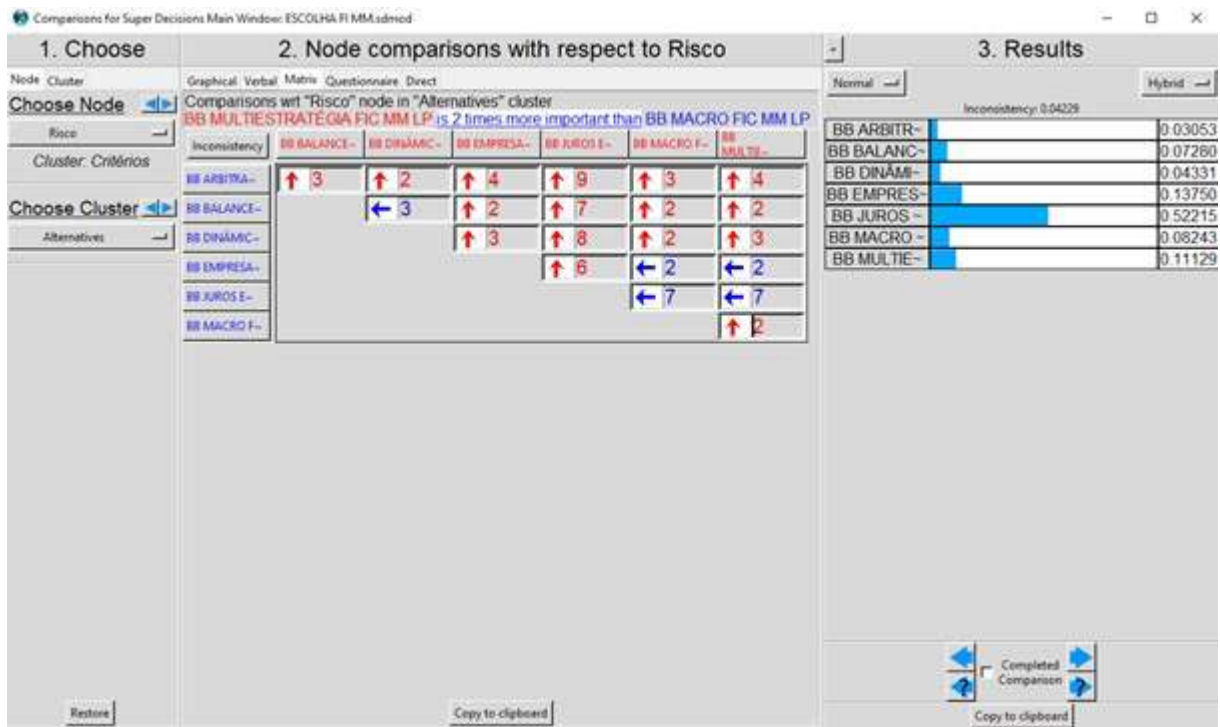 Comparisons for Super Decisions Main Window: ESCOLHA FI MM.sdmod
1. Choose
2. Node comparisons with respect to Risco
-
3. Results
Node Cluster
Graphical Verbal Matrix Questionnaire Direct
Normal
Hybrid
Choose Node
Comparisons wrt "Risco" node in "Alternatives" cluster
BB MULTIESTRATÉGIA FIC MM LP is 2 times more important than BB MACRO FIC MM LP
Inconsistency: 0.04229
Risco
Cluster: Critérios
Choose Cluster
Alternatives
Inconsistency BB BALANCE~ BB DINÂMIC~ BB EMPRESA~ BB JUROS E~ BB MACRO F~ BB MULTIE~
BB ARBITRA~ 3 2 4 9 3 4
BB BALANCE~ 3 2 7 2 2
BB DINÂMIC~ 3 8 2 3
BB EMPRESA~ 6 2 2
BB JUROS E~ 7 7
BB MACRO F~ 2
BB ARBITR~ 0.03053
BB BALANC~ 0.07280
BB DINÂMI~ 0.04331
BB EMPRES~ 0.13750
BB JUROS ~ 0.52215
BB MACRO ~ 0.08243
BB MULTIE~ 0.11129
Completed
Comparison
Restore
Copy to clipboard
Copy to clipboard